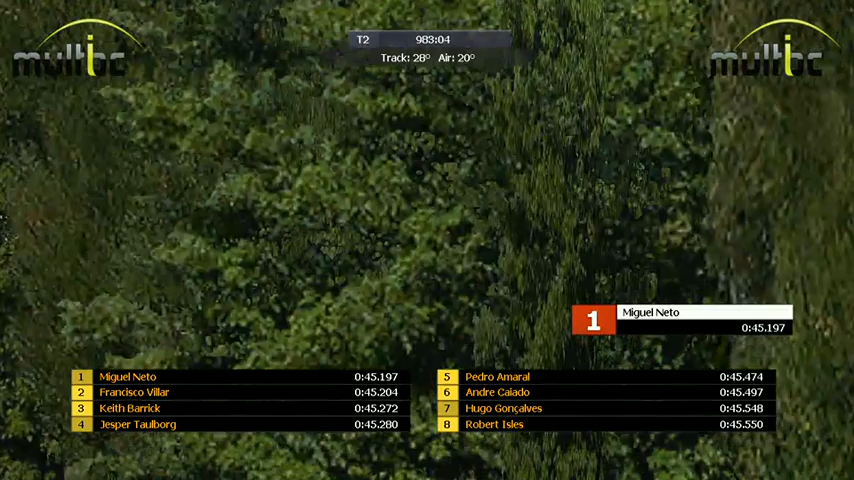 multioc
multioc
T2 983:04
Track: 28° Air: 20°
1 Miguel Neto
0:45.197
1 Miguel Neto 0:45.197
2 Francisco Villar 0:45.204
3 Keith Barrick 0:45.272
4 Jesper Taulborg 0:45.280
5 Pedro Amaral 0:45.474
6 Andre Caiado 0:45.497
7 Hugo Gonçalves 0:45.548
8 Robert Isles 0:45.550